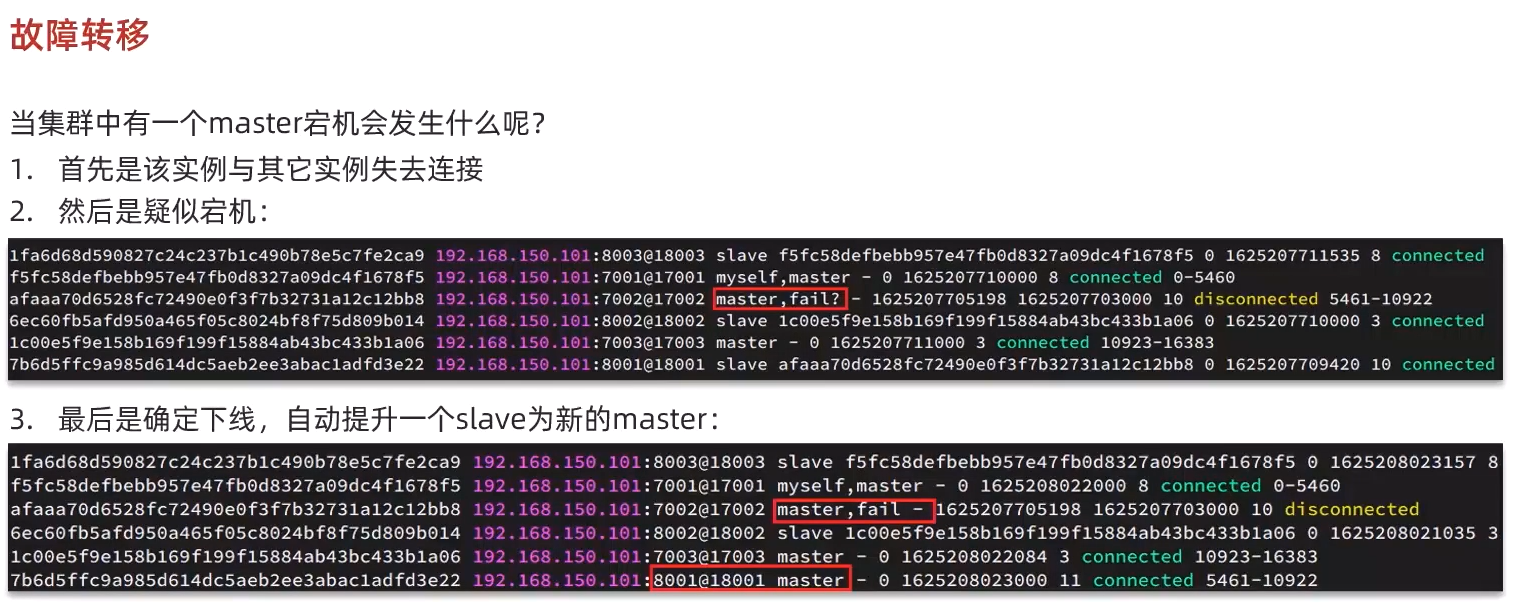 故障转移
当集群中有一个master宕机会发生什么呢?
1. 首先是该实例与其它实例失去连接
2. 然后是疑似宕机:
1fa6d68d590827c24c237b1c490b78e5c7fe2ca9 192.168.150.101:8003@18003 slave f5fc58defbebb957e47fb0d8327a09dc4f1678f5 0 1625207711535 8 connected
f5fc58defbebb957e47fb0d8327a09dc4f1678f5 192.168.150.101:7001@17001 myself,master - 0 1625207710000 8 connected 0-5460
afaaa70d6528fc72490e0f3f7b32731a12c12bb8 192.168.150.101:7002@17002 master,fail? - 1625207705198 1625207703000 10 disconnected 5461-10922
6ec60fb5afd950a465f05c8024bf8f75d809b014 192.168.150.101:8002@18002 slave 1c00e5f9e158b169f199f15884ab43bc433b1a06 0 1625207710000 3 connected
1c00e5f9e158b169f199f15884ab43bc433b1a06 192.168.150.101:7003@17003 master - 0 1625207711000 3 connected 10923-16383
7b6d5ffc9a985d614dc5aeb2ee3abac1adfd3e22 192.168.150.101:8001@18001 slave afaaa70d6528fc72490e0f3f7b32731a12c12bb8 0 1625207709420 10 connected
3. 最后是确定下线，自动提升一个slave为新的master:
1fa6d68d590827c24c237b1c490b78e5c7fe2ca9 192.168.150.101:8003@18003 slave f5fc58defbebb957e47fb0d8327a09dc4f1678f5 0 1625208023157 8
f5fc58defbebb957e47fb0d8327a09dc4f1678f5 192.168.150.101:7001@17001 myself,master - 0 1625208022000 8 connected 0-5460
afaaa70d6528fc72490e0f3f7b32731a12c12bb8 192.168.150.101:7002@17002 master,fail - 1625207705198 1625207703000 10 disconnected
6ec60fb5afd950a465f05c8024bf8f75d809b014 192.168.150.101:8002@18002 slave 1c00e5f9e158b169f199f15884ab43bc433b1a06 0 1625208021035 3
1c00e5f9e158b169f199f15884ab43bc433b1a06 192.168.150.101:7003@17003 master - 0 1625208022084 3 connected 10923-16383
7b6d5ffc9a985d614dc5aeb2ee3abac1adfd3e22 192.168.150.101:8001@18001 master - 0 1625208023000 11 connected 5461-10922